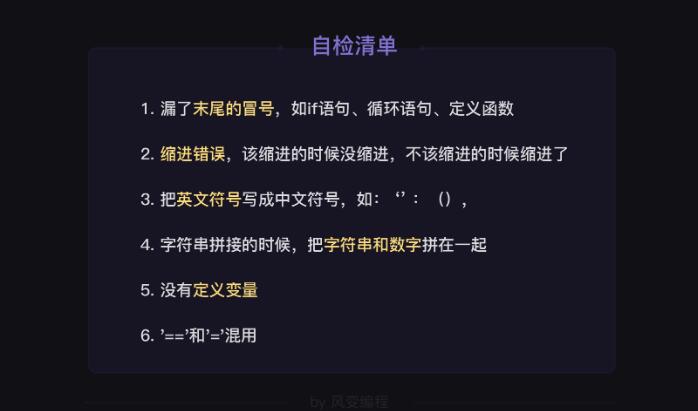 自检清单
1. 漏了末尾的冒号，如if语句、循环语句、定义函数
2. 缩进错误，该缩进的时候没缩进，不该缩进的时候缩进了
3. 把英文符号写成中文符号，如：‘’ ： （），
4. 字符串拼接的时候，把字符串和数字拼在一起
5. 没有定义变量
6. '=='和'='混用
by 风变编程